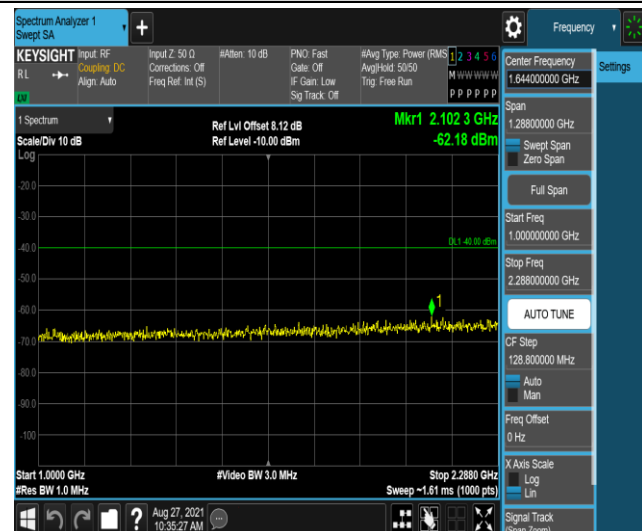 Spectrum Analyzer 1
Swept SA
Frequency
KEYSIGHT
RL
Input: RF
Coupling: DC
Align: Auto
Input Z: 50 Ω
Corrections: Off
Freq Ref: Int (S)
#Atten: 10 dB
PNO: Fast
Gate: Off
IF Gain: Low
Sig Track: Off
#Avg Type: Power (RMS
Avg|Hold: 50/50
Trig: Free Run
1 2 3 4 5 6
M W W W W W
P P P P P P
LM
1 Spectrum
Scale/Div 10 dB
Ref Lvl Offset 8.12 dB
Ref Level -10.00 dBm
Mkr1 2.102 3 GHz
-62.18 dBm
Log
-20.0
-30.0
-40.0
-50.0
-60.0
-70.0
-80.0
-90.0
-100
DL1 -40.00 dBm
1
Start 1.0000 GHz
#Res BW 1.0 MHz
#Video BW 3.0 MHz
Stop 2.2880 GHz
Sweep ~1.61 ms (1000 pts)
Aug 27, 2021
10:35:27 AM
Center Frequency
1.644000000 GHz
Settings
Span
1.28800000 GHz
Swept Span
Zero Span
Full Span
Start Freq
1.000000000 GHz
Stop Freq
2.288000000 GHz
AUTO TUNE
CF Step
128.800000 MHz
Auto
Man
Freq Offset
0 Hz
X Axis Scale
Log
Lin
Signal Track
(Span Zoom)